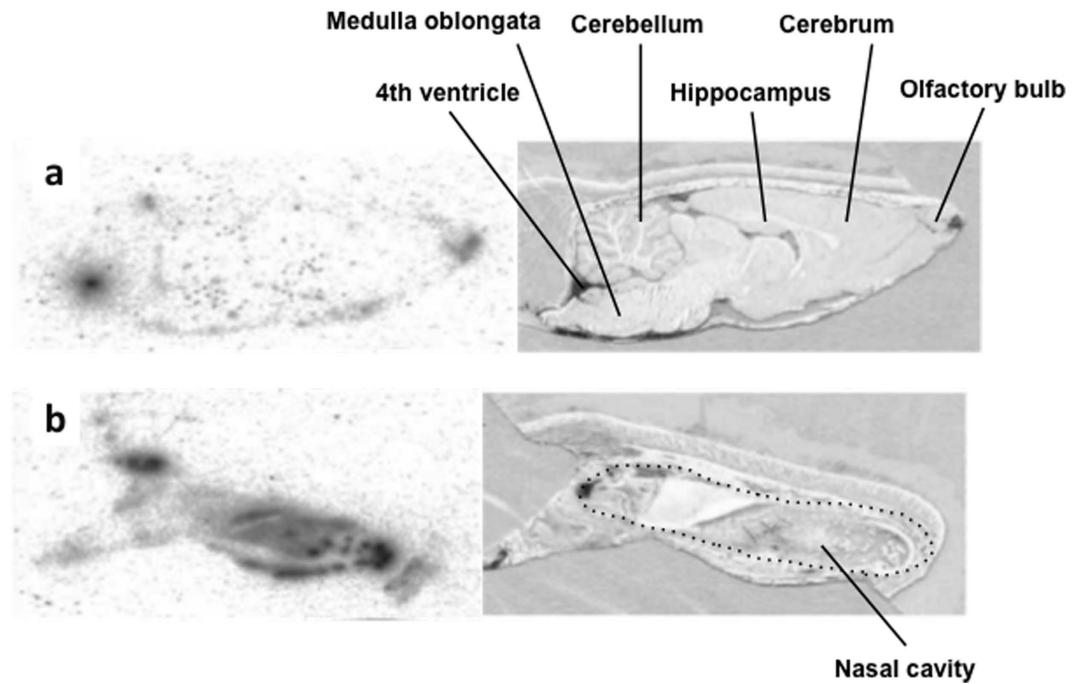 Medulla oblongata Cerebellum Cerebrum
4th ventricle Hippocampus Olfactory bulb
a
b
Nasal cavity